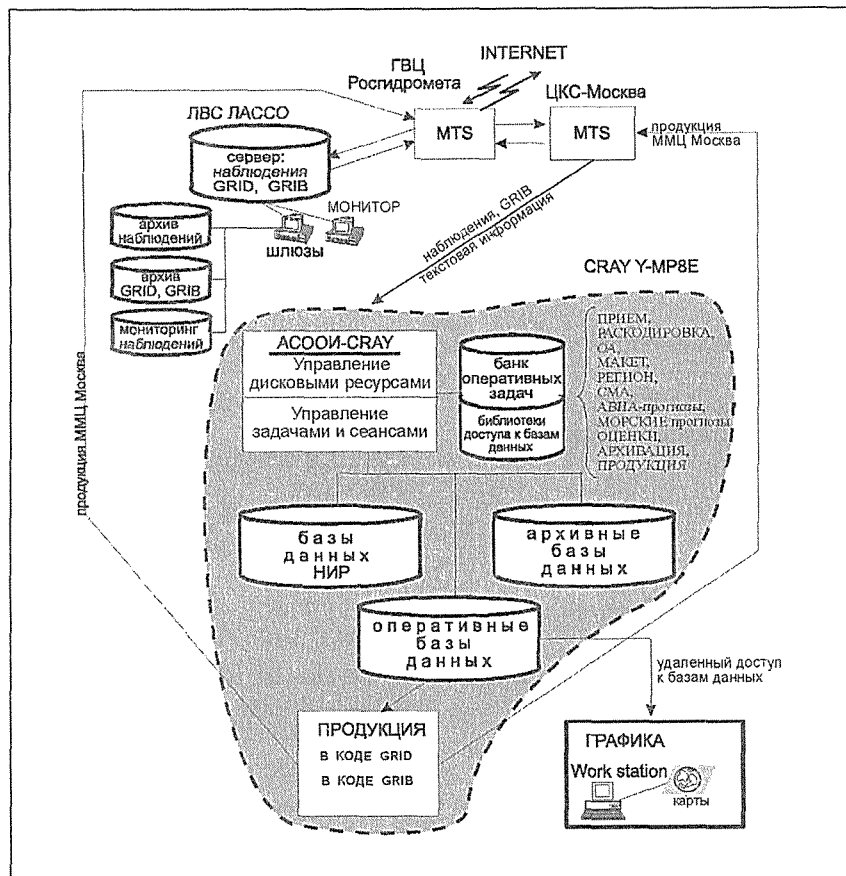 INTERNET
ГВЦ
Росгидромета
ЦКС-Москва
ЛВС ЛАССО
MTS
MTS
продукция
ММЦ Москва
сервер:
наблюдения
GRID, GRIB
МОНИТОР
ШЛЮЗЫ
архив
наблюдений
архив
GRID, GRIB
мониторинг
наблюдений
наблюдения, GRIB
текстовая информация
CRAY Y-MP8E
продукция ММЦ Москва
АСООИ-CRAY
Управление
дисковыми ресурсами
Управление
задачами и сеансами
банк
оперативных
задач
библиотеки
доступа к базам
данных
ПРИЕМ,
РАСКОДИРОВКА,
ОА,
МАКЕТ,
РЕГИОН,
СМА,
АВИА-прогнозы,
МОРСКИЕ прогнозы
ОЦЕНКИ,
АРХИВАЦИЯ,
ПРОДУКЦИЯ
базы
данных
НИР
архивные
базы
данных
оперативные
базы
данных
удаленный доступ
к базам данных
ПРОДУКЦИЯ
В КОДЕ GRID
В КОДЕ GRIB
ГРАФИКА
Work station
карты